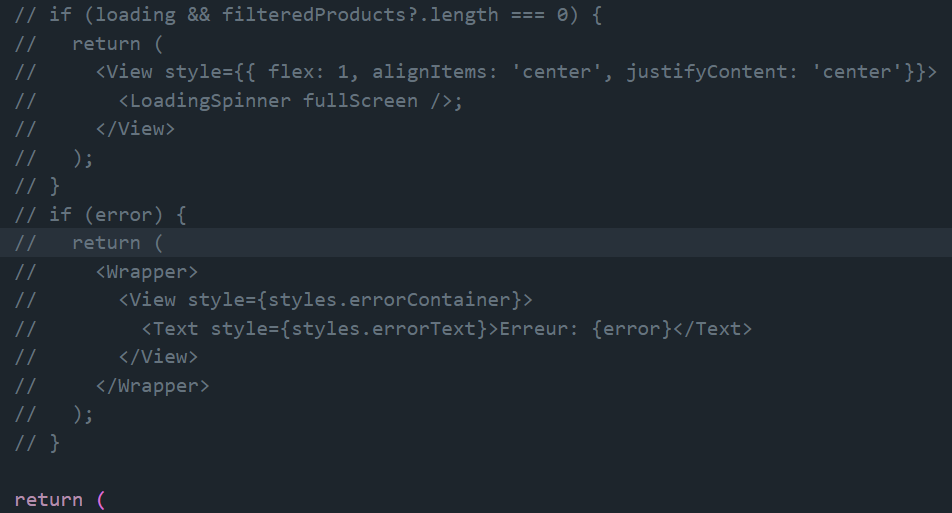 // if (loading && filteredProducts?.length === 0) {
//   return (
//     <View style={{ flex: 1, alignItems: 'center', justifyContent: 'center'}}>
//       <LoadingSpinner fullScreen />;
//     </View>
//   );
// }
// if (error) {
//   return (
//     <Wrapper>
//       <View style={styles.errorContainer}>
//         <Text style={styles.errorText}>Erreur: {error}</Text>
//       </View>
//     </Wrapper>
//   );
// }
return (